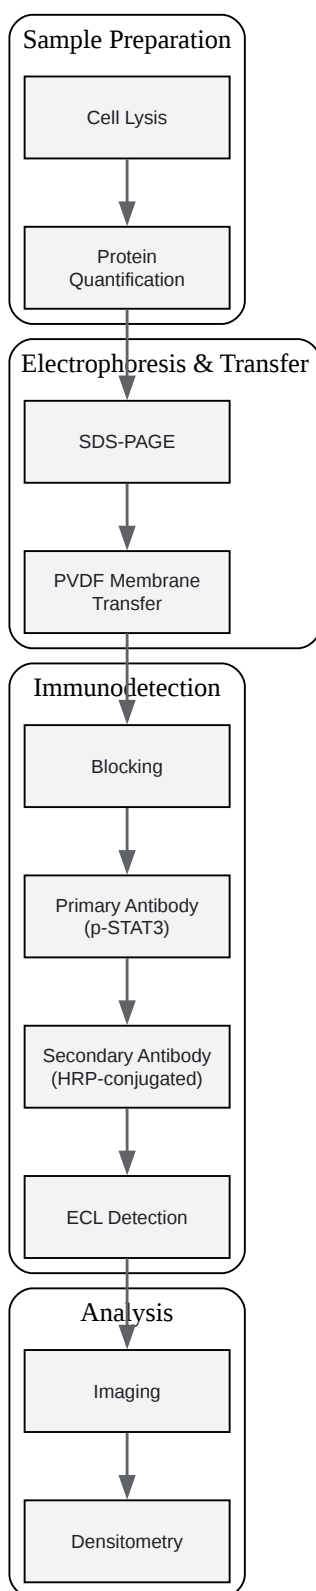 Sample Preparation
Cell Lysis
Protein
Quantification
Electrophoresis & Transfer
SDS-PAGE
PVDF Membrane
Transfer
Immunodetection
Blocking
Primary Antibody
(p-STAT3)
Secondary Antibody
(HRP-conjugated)
ECL Detection
Analysis
Imaging
Densitometry